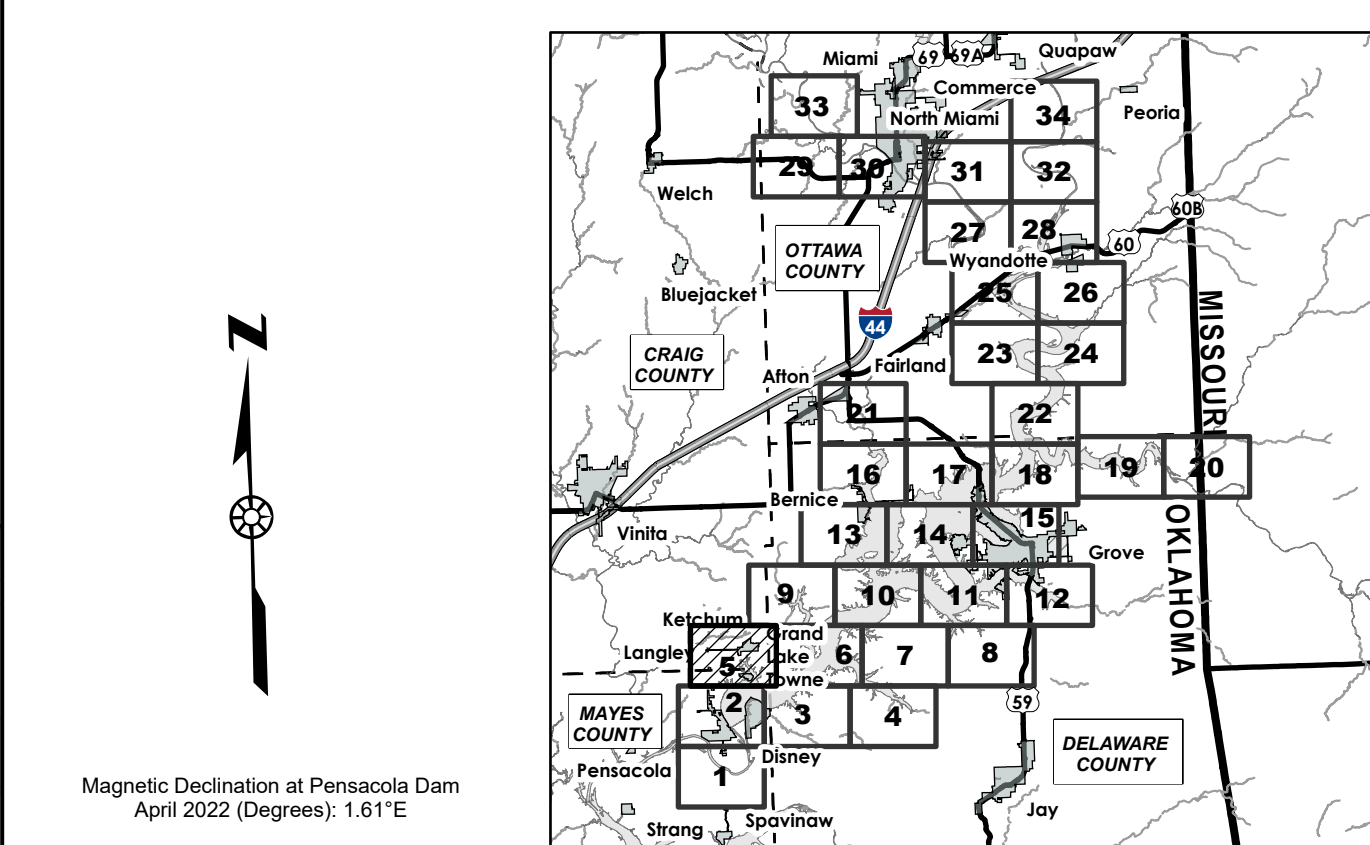 N
Magnetic Declination at Pensacola Dam
April 2022 (Degrees): 1.61°E
Miami
69
69A
Quapaw
Commerce
33
North Miami
34
Peoria
29
30
31
32
Welch
60B
27
28
60
OTTAWA
COUNTY
Wyandotte
Bluejacket
25
26
MISSOURI
44
CRAIG
COUNTY
23
24
Fairland
Afton
21
22
16
17
18
19
20
Bernice
Vinita
13
14
15
Grove
OKLAHOMA
9
10
11
12
Ketchum
Grand
Lake
Towne
Langley
5
6
7
8
2
3
4
59
MAYES
COUNTY
DELAWARE
COUNTY
Disney
Pensacola
1
Jay
Spavinaw
Strang